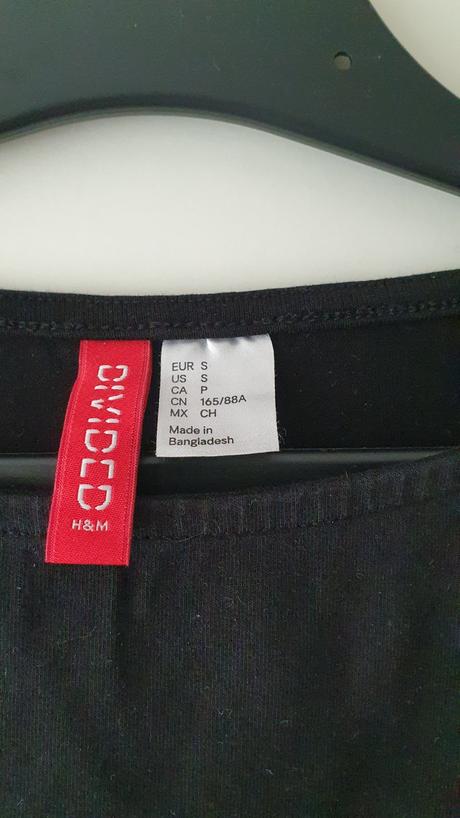 DIVIDED
H&M
EUR S
US S
CA P
CN 165/88A
MX CH
Made in
Bangladesh